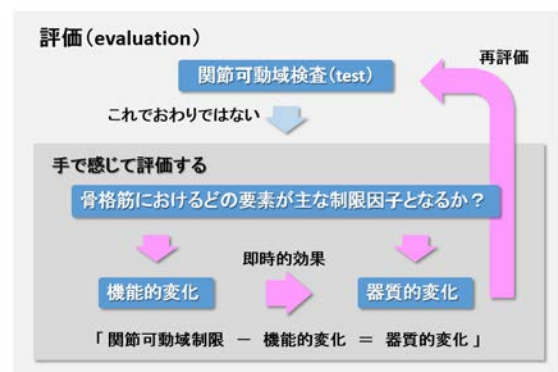 評価(evaluation)
関節可動域検査(test)
再評価
これでおわりではない
手で感じて評価する
骨格筋におけるどの要素が主な制限因子となるか?
即時的効果
機能的変化
器質的変化
「関節可動域制限 － 機能的変化 ＝ 器質的変化」